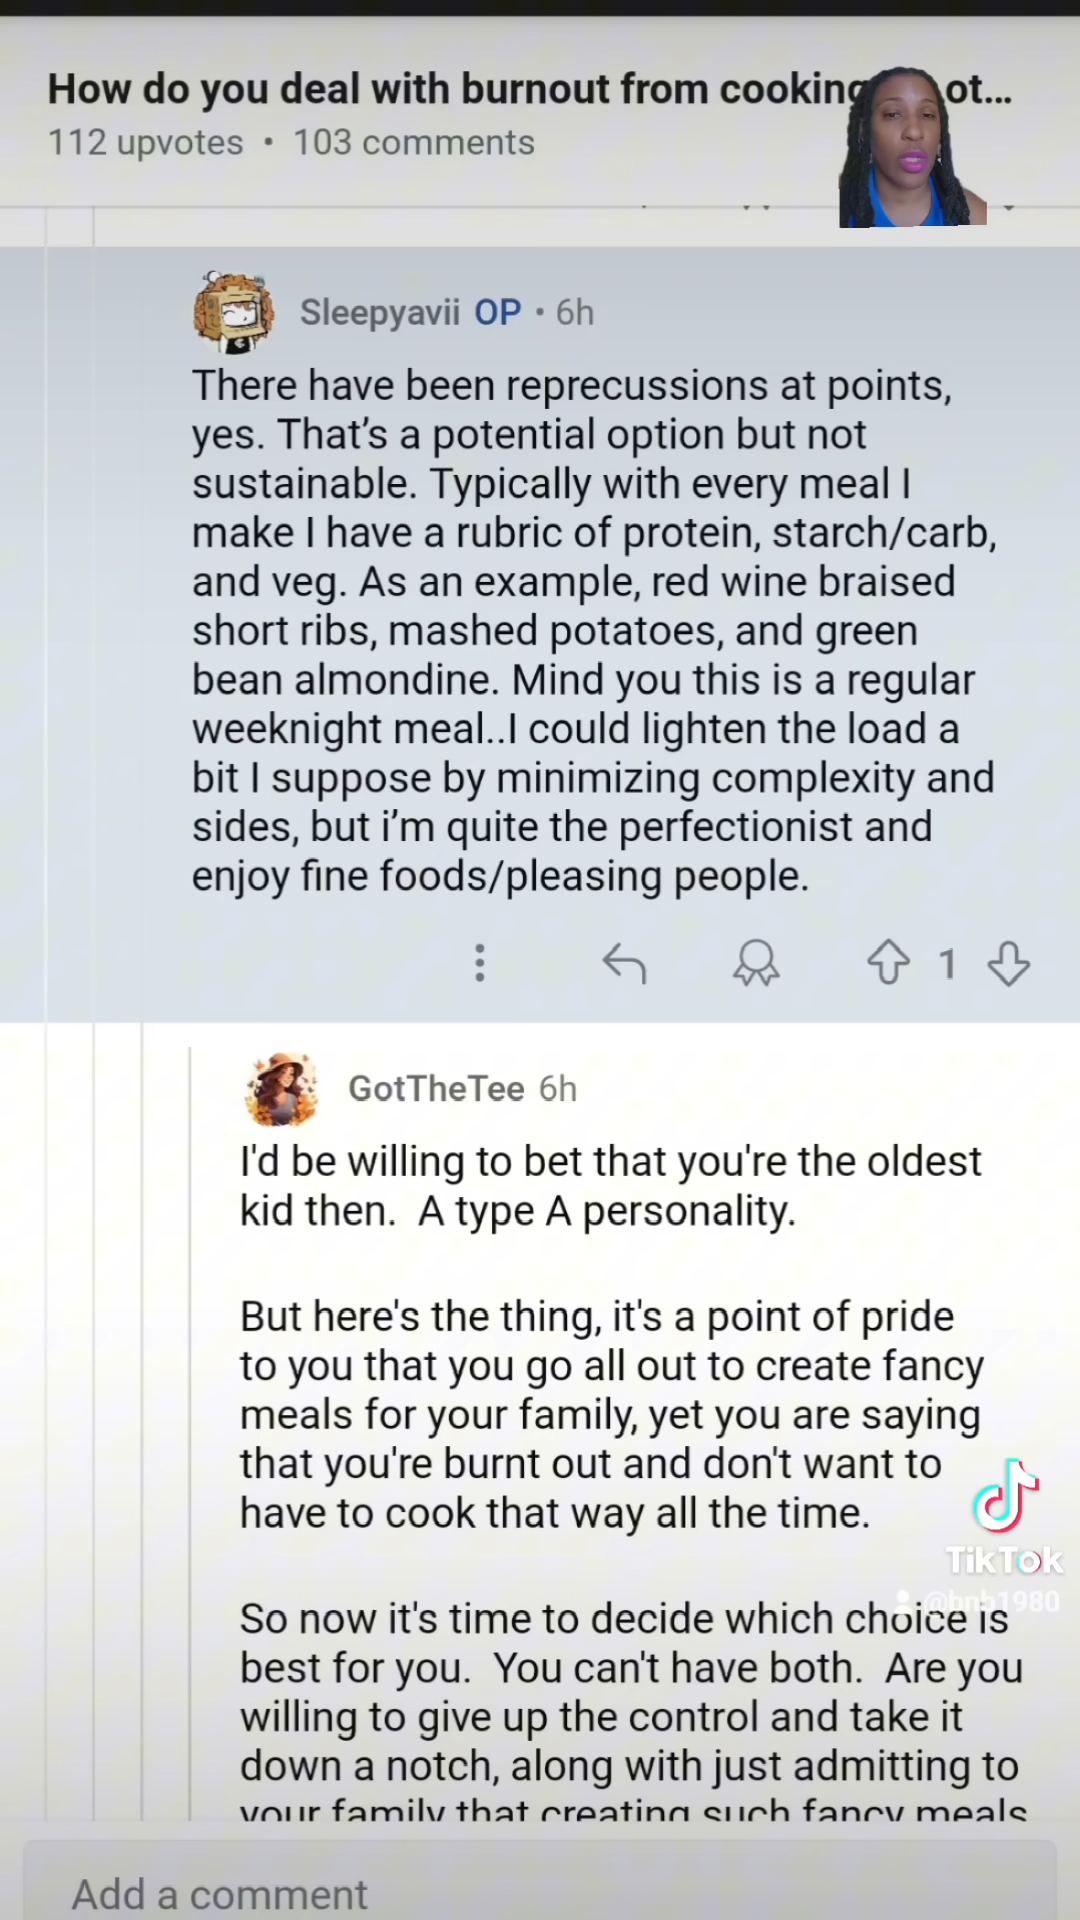 How do you deal with burnout from cooking ot...
112 upvotes • 103 comments
Sleepyavii OP • 6h
There have been reprecussions at points,
yes. That's a potential option but not
sustainable. Typically with every meal I
make I have a rubric of protein, starch/carb,
and veg. As an example, red wine braised
short ribs, mashed potatoes, and green
bean almondine. Mind you this is a regular
weeknight meal..I could lighten the load a
bit I suppose by minimizing complexity and
sides, but i'm quite the perfectionist and
enjoy fine foods/pleasing people.
1
GotTheTee 6h
I'd be willing to bet that you're the oldest
kid then. A type A personality.
But here's the thing, it's a point of pride
to you that you go all out to create fancy
meals for your family, yet you are saying
that you're burnt out and don't want to
have to cook that way all the time.
TikTok
@bnb1980
So now it's time to decide which choice is
best for you. You can't have both. Are you
willing to give up the control and take it
down a notch, along with just admitting to
your family that creating such fancy meals
Add a comment